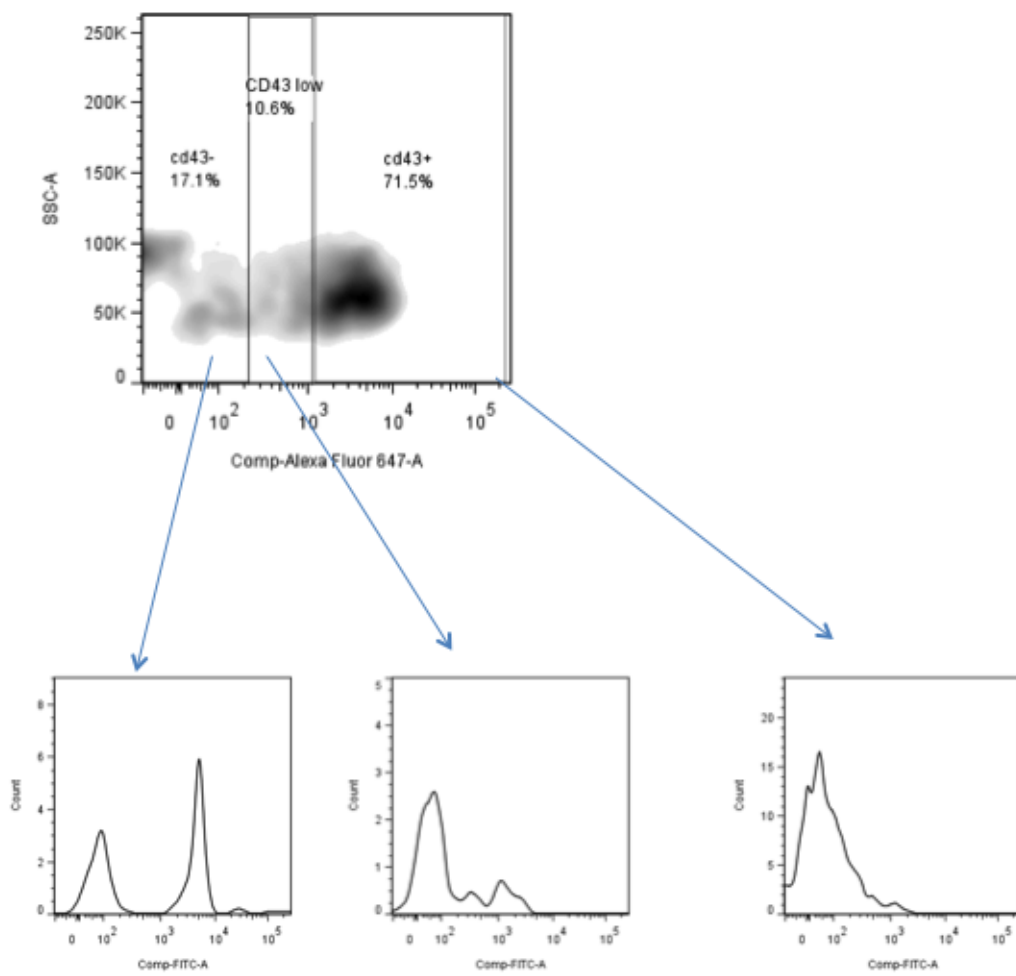 250K
CD43 low
10.6%
200K
cd43-
17.1%
cd43+
71.5%
150K
SSC-A
100K
50K
0
0 10^2 10^3 10^4 10^5
Comp-Alexa Fluor 647-A
8
6
4
2
0
Count
0 10^2 10^3 10^4 10^5
Comp-FITC-A
5
4
3
2
1
0
Count
0 10^2 10^3 10^4 10^5
Comp-FITC-A
20
15
10
5
0
Count
0 10^2 10^3 10^4 10^5
Comp-FITC-A